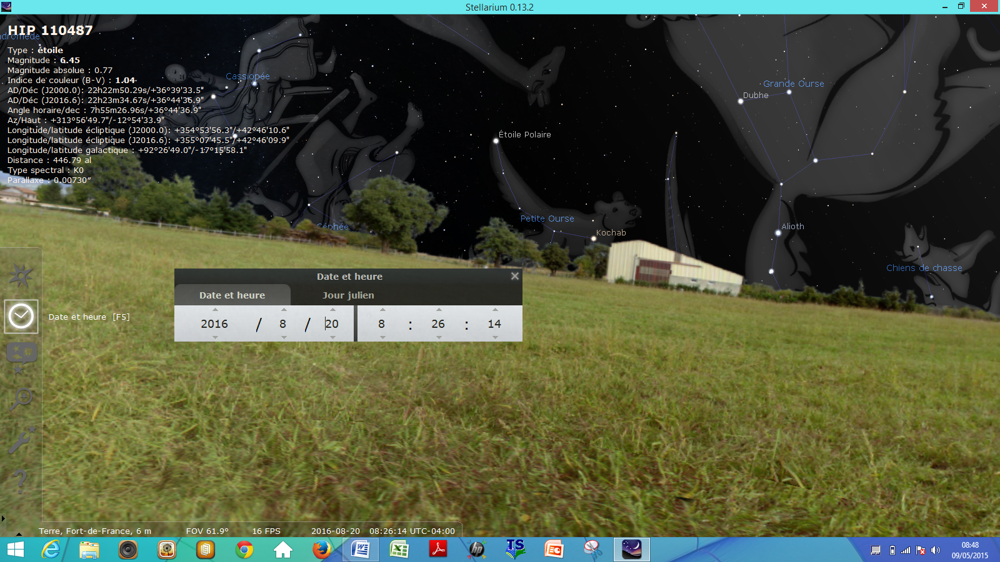 Stellarium 0.13.2
HIP 110487
Type : étoile
Magnitude : 6.45
Magnitude absolue : 0.77
Indice de couleur (B-V) : 1.04
AD/Déc (J2000.0): 22h22m50.29s/+36°39'33.5"
AD/Déc (J2016.6): 22h23m34.67s/+36°44'36.9"
Angle horaire/dec : 7h55m26.96s/+36°44'36.9"
Az/Haut : +313°56'49.7"/-12°54'33.9"
Longitude/latitude écliptique (J2000.0): +354°53'56.3"/+42°46'10.6"
Longitude/latitude écliptique (J2016.6): +355°07'45.5"/+42°46'09.9"
Longitude/latitude galactique : +92°26'49.0"/-17°15'58.1"
Distance : 446.79 al
Type spectral : K0
Parallaxe : 0.00730"
ndromède
Cassiopée
Grande Ourse
Dubhe
Étoile Polaire
Petite Ourse
Céphée
Kochab
Alioth
Chiens de chasse
Date et heure
Date et heure Jour julien
2016 / 8 / 20 8 : 26 : 14
Date et heure [F5]
Terre, Fort-de-France, 6 m FOV 61.9° 16 FPS 2016-08-20 08:26:14 UTC-04:00
hp
TS
08:48
09/05/2015